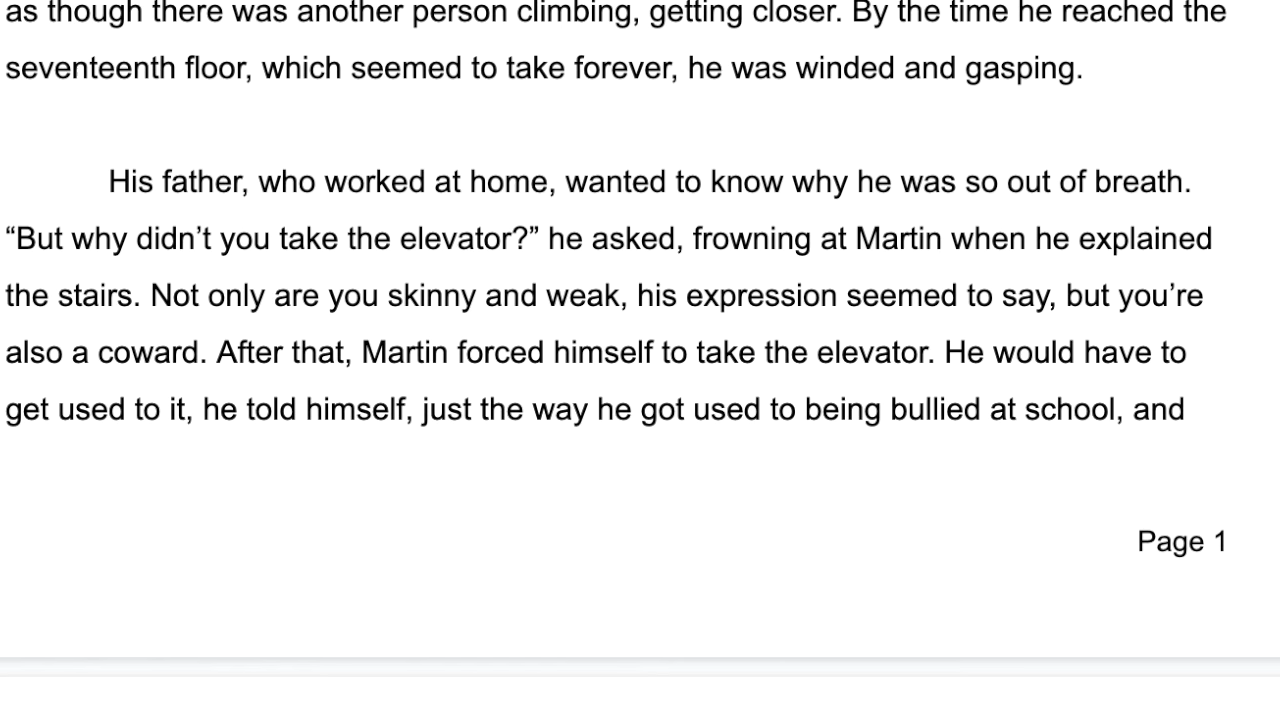 as though there was another person climbing, getting closer. By the time he reached the
seventeenth floor, which seemed to take forever, he was winded and gasping.
His father, who worked at home, wanted to know why he was so out of breath.
“But why didn’t you take the elevator?” he asked, frowning at Martin when he explained
the stairs. Not only are you skinny and weak, his expression seemed to say, but you’re
also a coward. After that, Martin forced himself to take the elevator. He would have to
get used to it, he told himself, just the way he got used to being bullied at school, and
Page 1